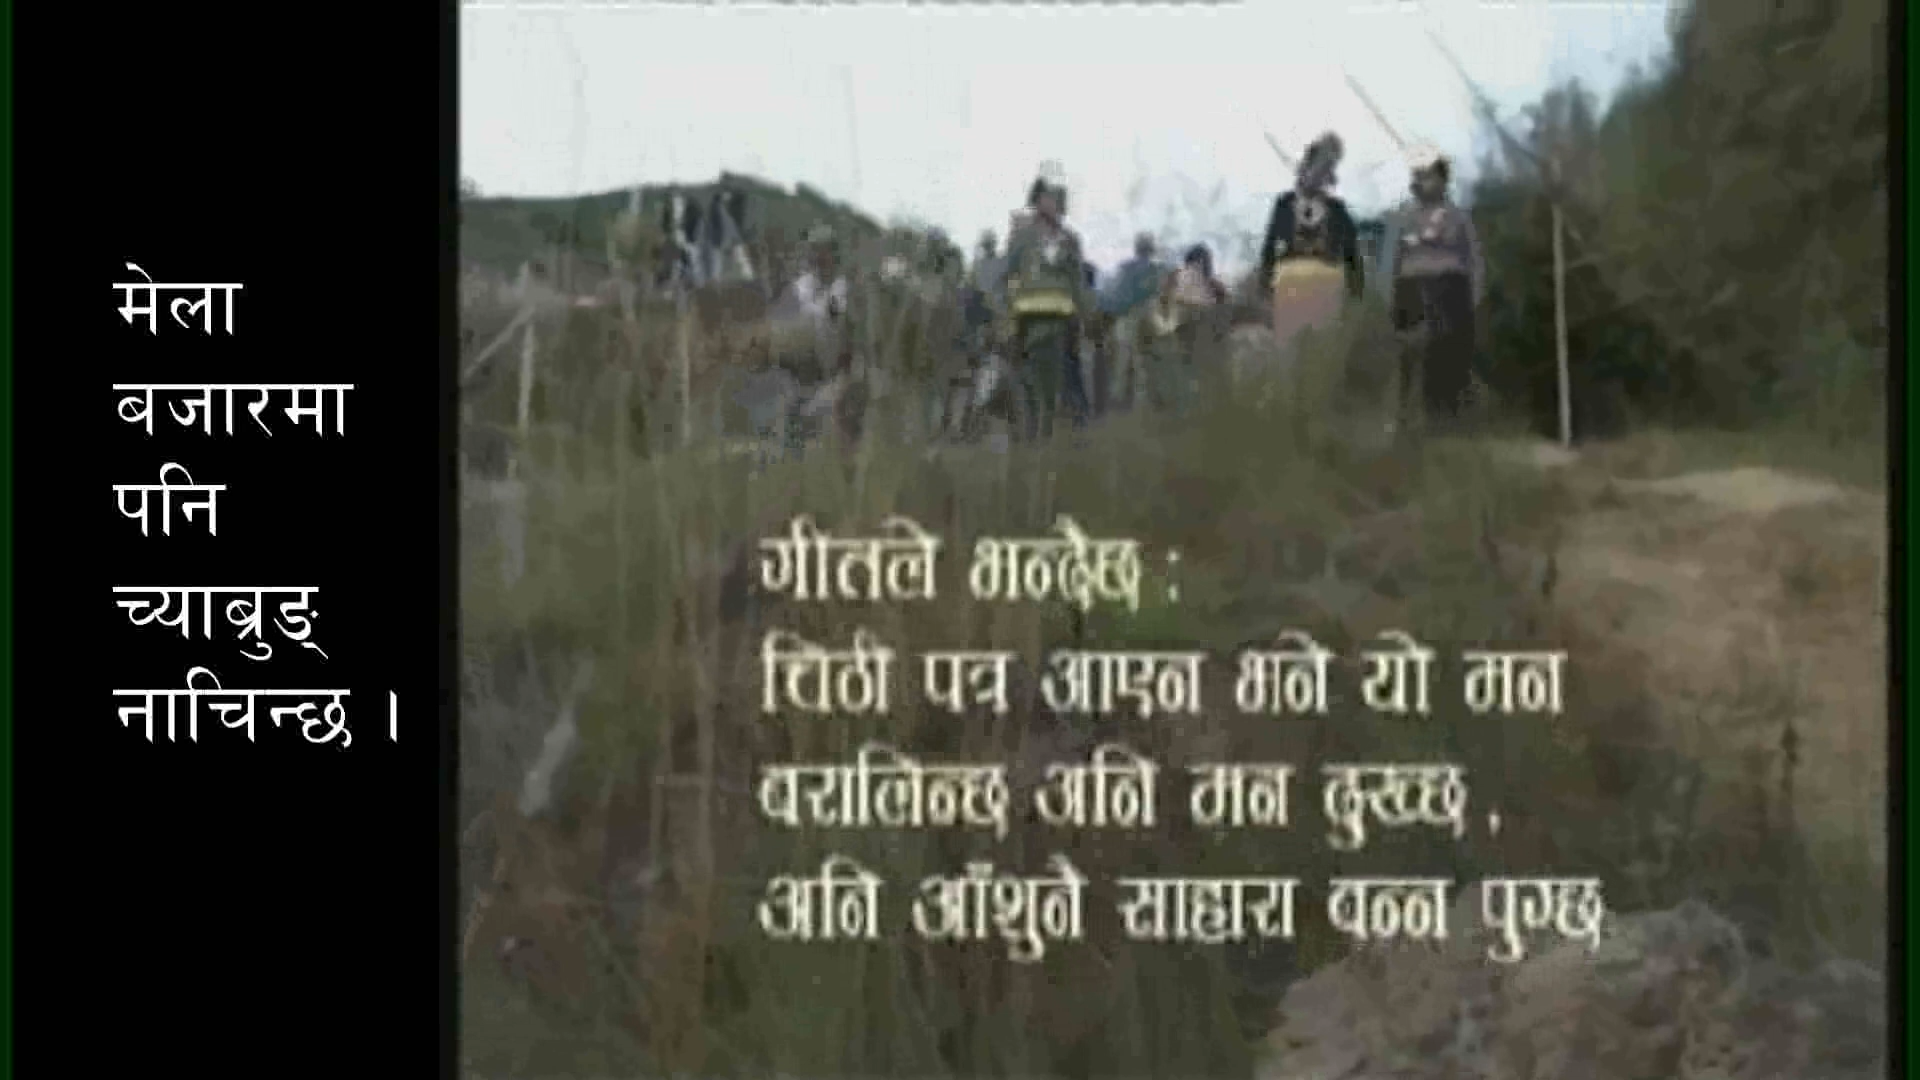 मेला
बजारमा
पनि
च्याब्रुङ्
नाचिन्छ ।
गीतले भन्देछ :
चिठी पत्र आएन भने यो मन
बरालिन्छ अनि मन दुख्छ ,
अनि आँशुनै साहारा बन्न पुग्छ